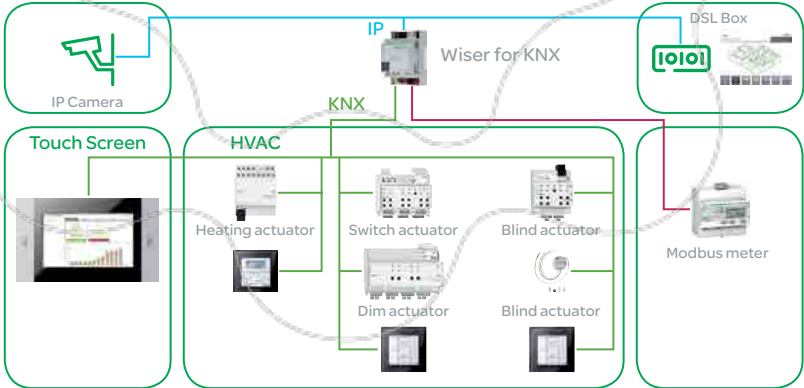 DSL Box
IP
Wiser for KNX
IP Camera
KNX
Touch Screen
HVAC
Heating actuator
Switch actuator
Blind actuator
Modbus meter
Dim actuator
Blind actuator